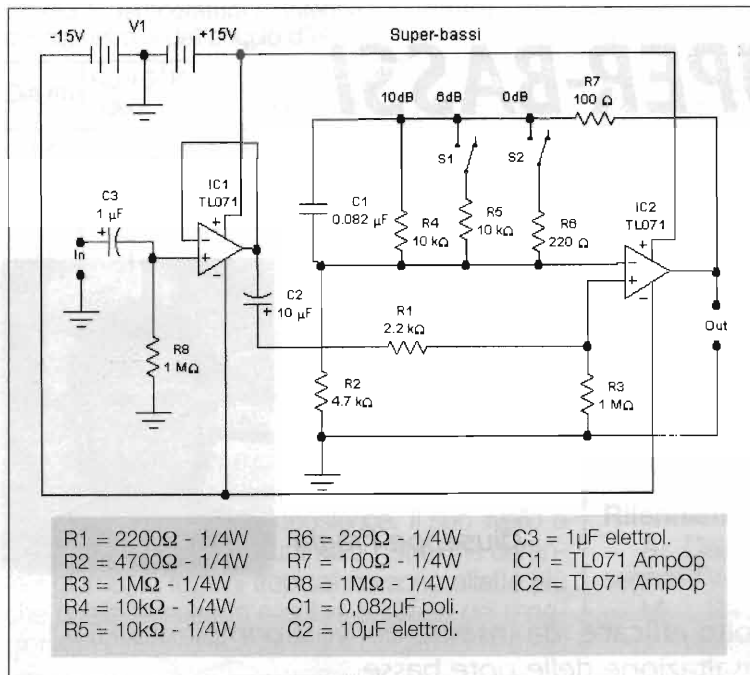 -15V V1 +15V Super-bassi
PER-BASSI
R7
100 Ω
10dB 6dB 0dB
S1 S2
IC1
TL071
C3
1 µF
C1
0.082 µF
R4
10 kΩ
R5
10 kΩ
R6
220 Ω
IC2
TL071
In
+
-
+
-
+
C2
+ 10 µF
R1
2.2 kΩ
-
+
+
-
Out
R8
1 MΩ
R2
4.7 kΩ
R3
1 MΩ
R1 = 2200Ω - 1/4W R6 = 220Ω - 1/4W C3 = 1µF elettrol.
R2 = 4700Ω - 1/4W R7 = 100Ω - 1/4W IC1 = TL071 AmpOp
R3 = 1MΩ - 1/4W R8 = 1MΩ - 1/4W IC2 = TL071 AmpOp
R4 = 10kΩ - 1/4W C1 = 0,082µF poli.
R5 = 10kΩ - 1/4W C2 = 10µF elettrol.